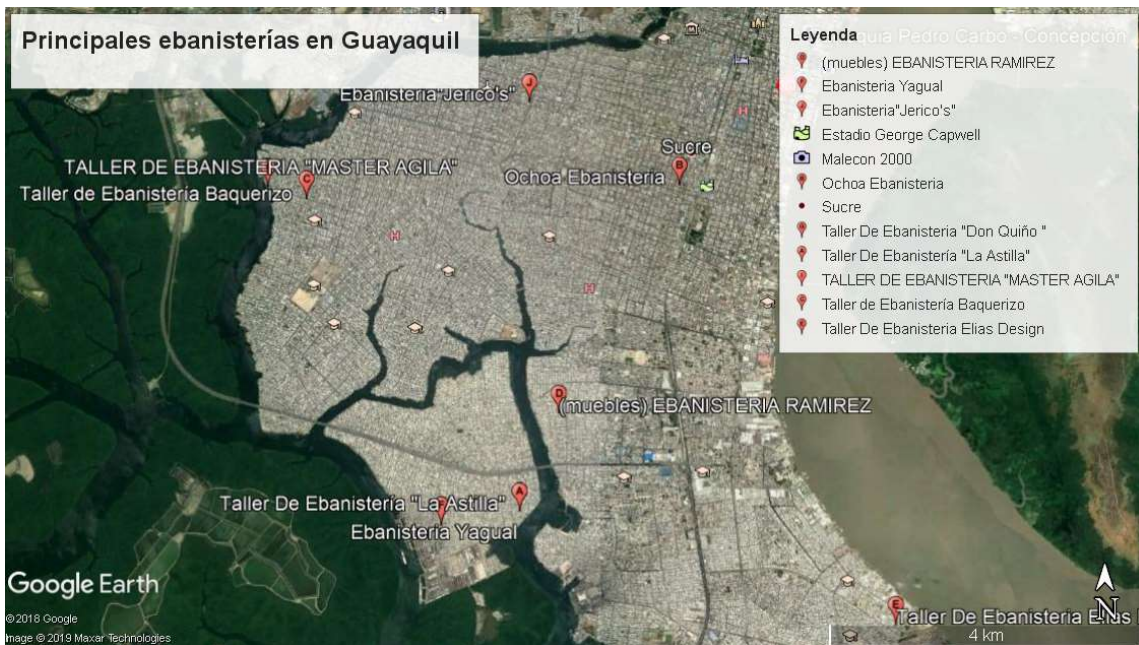 Principales ebanisterías en Guayaquil
Leyenda
(muebles) EBANISTERIA RAMIREZ
Ebanisteria Yagual
Ebanisteria"Jerico's"
Estadio George Capwell
Malecon 2000
Ochoa Ebanisteria
Sucre
Taller De Ebanisteria "Don Quiño "
Taller De Ebanistería "La Astilla"
TALLER DE EBANISTERIA "MASTER AGILA"
Taller de Ebanistería Baquerizo
Taller De Ebanisteria Elias Design
Pedro Carbo - Concepción
J
Ebanisteria"Jerico's"
TALLER DE EBANISTERIA "MASTER AGILA"
C
Taller de Ebanistería Baquerizo
Sucre
B
Ochoa Ebanisteria
H
H
H
D
(muebles) EBANISTERIA RAMIREZ
A
Taller De Ebanistería "La Astilla"
Ebanisteria Yagual
E
Taller De Ebanisteria Elias
N
4 km
Google Earth
© 2018 Google
Image © 2019 Maxar Technologies